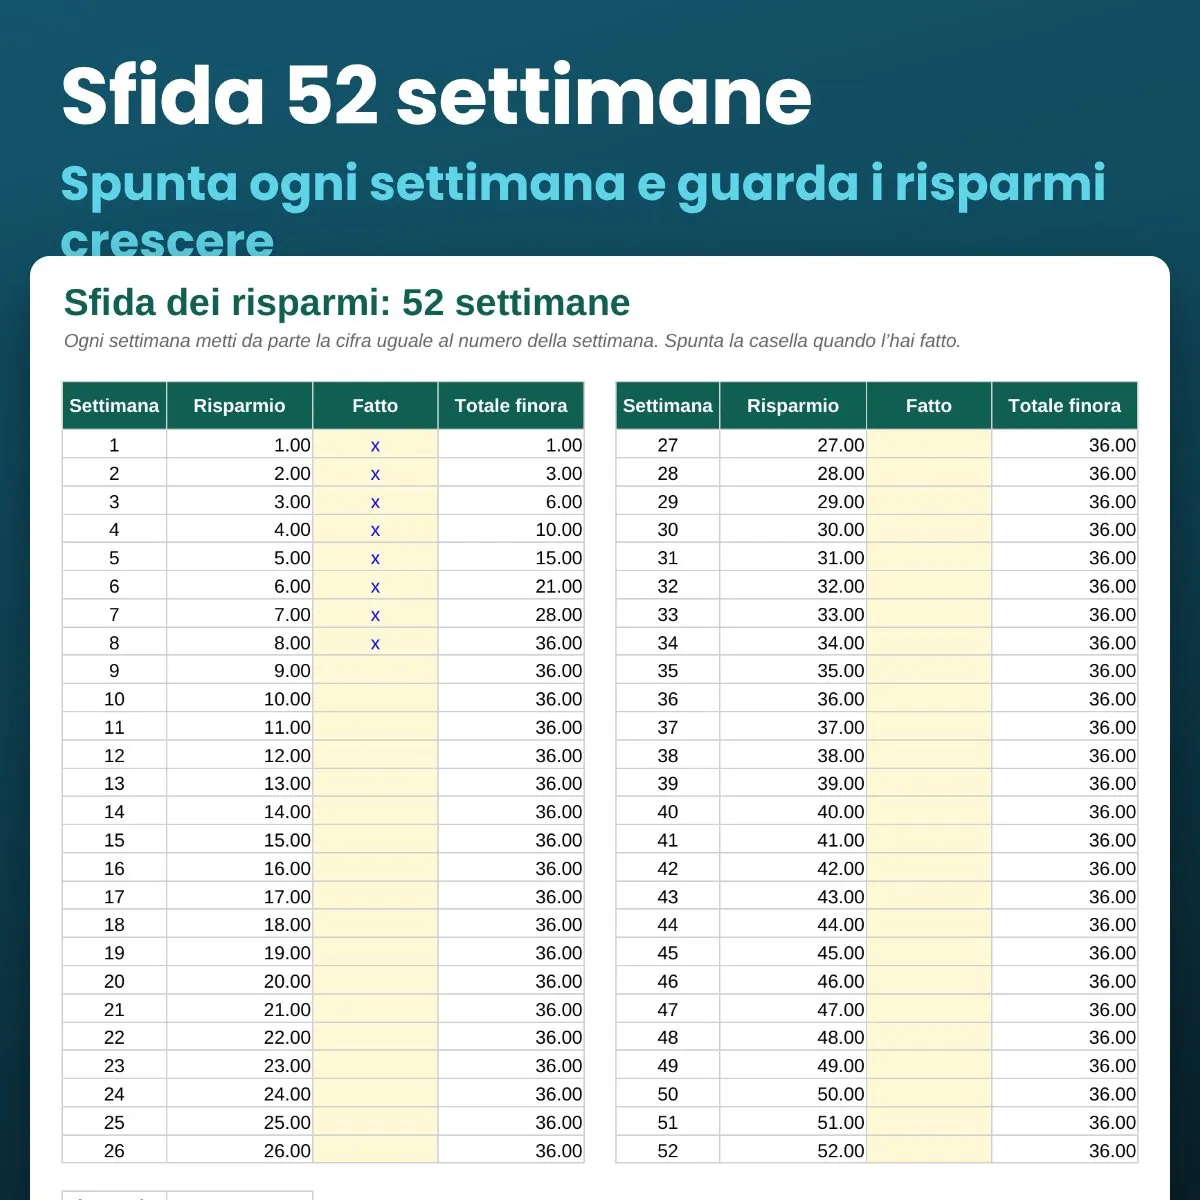 Sfida 52 settimane
Spunta ogni settimana e guarda i risparmi
crescere
Sfida dei risparmi: 52 settimane
Ogni settimana metti da parte la cifra uguale al numero della settimana. Spunta la casella quando l’hai fatto.
Settimana Risparmio Fatto Totale finora Settimana Risparmio Fatto Totale finora
1 1.00 x 1.00 27 27.00 36.00
2 2.00 x 3.00 28 28.00 36.00
3 3.00 x 6.00 29 29.00 36.00
4 4.00 x 10.00 30 30.00 36.00
5 5.00 x 15.00 31 31.00 36.00
6 6.00 x 21.00 32 32.00 36.00
7 7.00 x 28.00 33 33.00 36.00
8 8.00 x 36.00 34 34.00 36.00
9 9.00 36.00 35 35.00 36.00
10 10.00 36.00 36 36.00 36.00
11 11.00 36.00 37 37.00 36.00
12 12.00 36.00 38 38.00 36.00
13 13.00 36.00 39 39.00 36.00
14 14.00 36.00 40 40.00 36.00
15 15.00 36.00 41 41.00 36.00
16 16.00 36.00 42 42.00 36.00
17 17.00 36.00 43 43.00 36.00
18 18.00 36.00 44 44.00 36.00
19 19.00 36.00 45 45.00 36.00
20 20.00 36.00 46 46.00 36.00
21 21.00 36.00 47 47.00 36.00
22 22.00 36.00 48 48.00 36.00
23 23.00 36.00 49 49.00 36.00
24 24.00 36.00 50 50.00 36.00
25 25.00 36.00 51 51.00 36.00
26 26.00 36.00 52 52.00 36.00